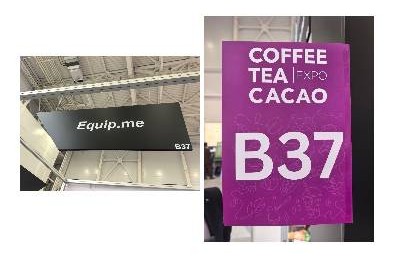 Equip.me
B37
COFFEE
TEA | EXPO
CACAO
B37